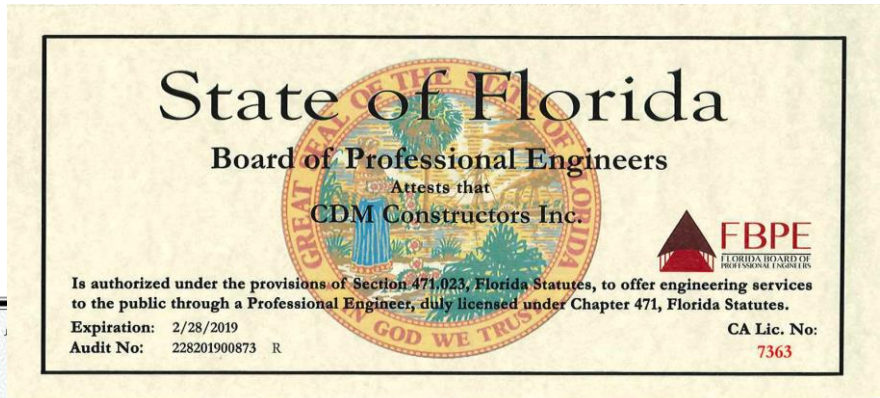 State of Florida
Board of Professional Engineers
Attests that
CDM Constructors Inc.
FBPE
FLORIDA BOARD OF
PROFESSIONAL ENGINEERS
Is authorized under the provisions of Section 471.023, Florida Statutes, to offer engineering services
to the public through a Professional Engineer, duly licensed under Chapter 471, Florida Statutes.
Expiration: 2/28/2019
Audit No: 228201900873 R
CA Lic. No:
7363
GREAT SEAL OF THE STATE OF FLORIDA
IN GOD WE TRUST